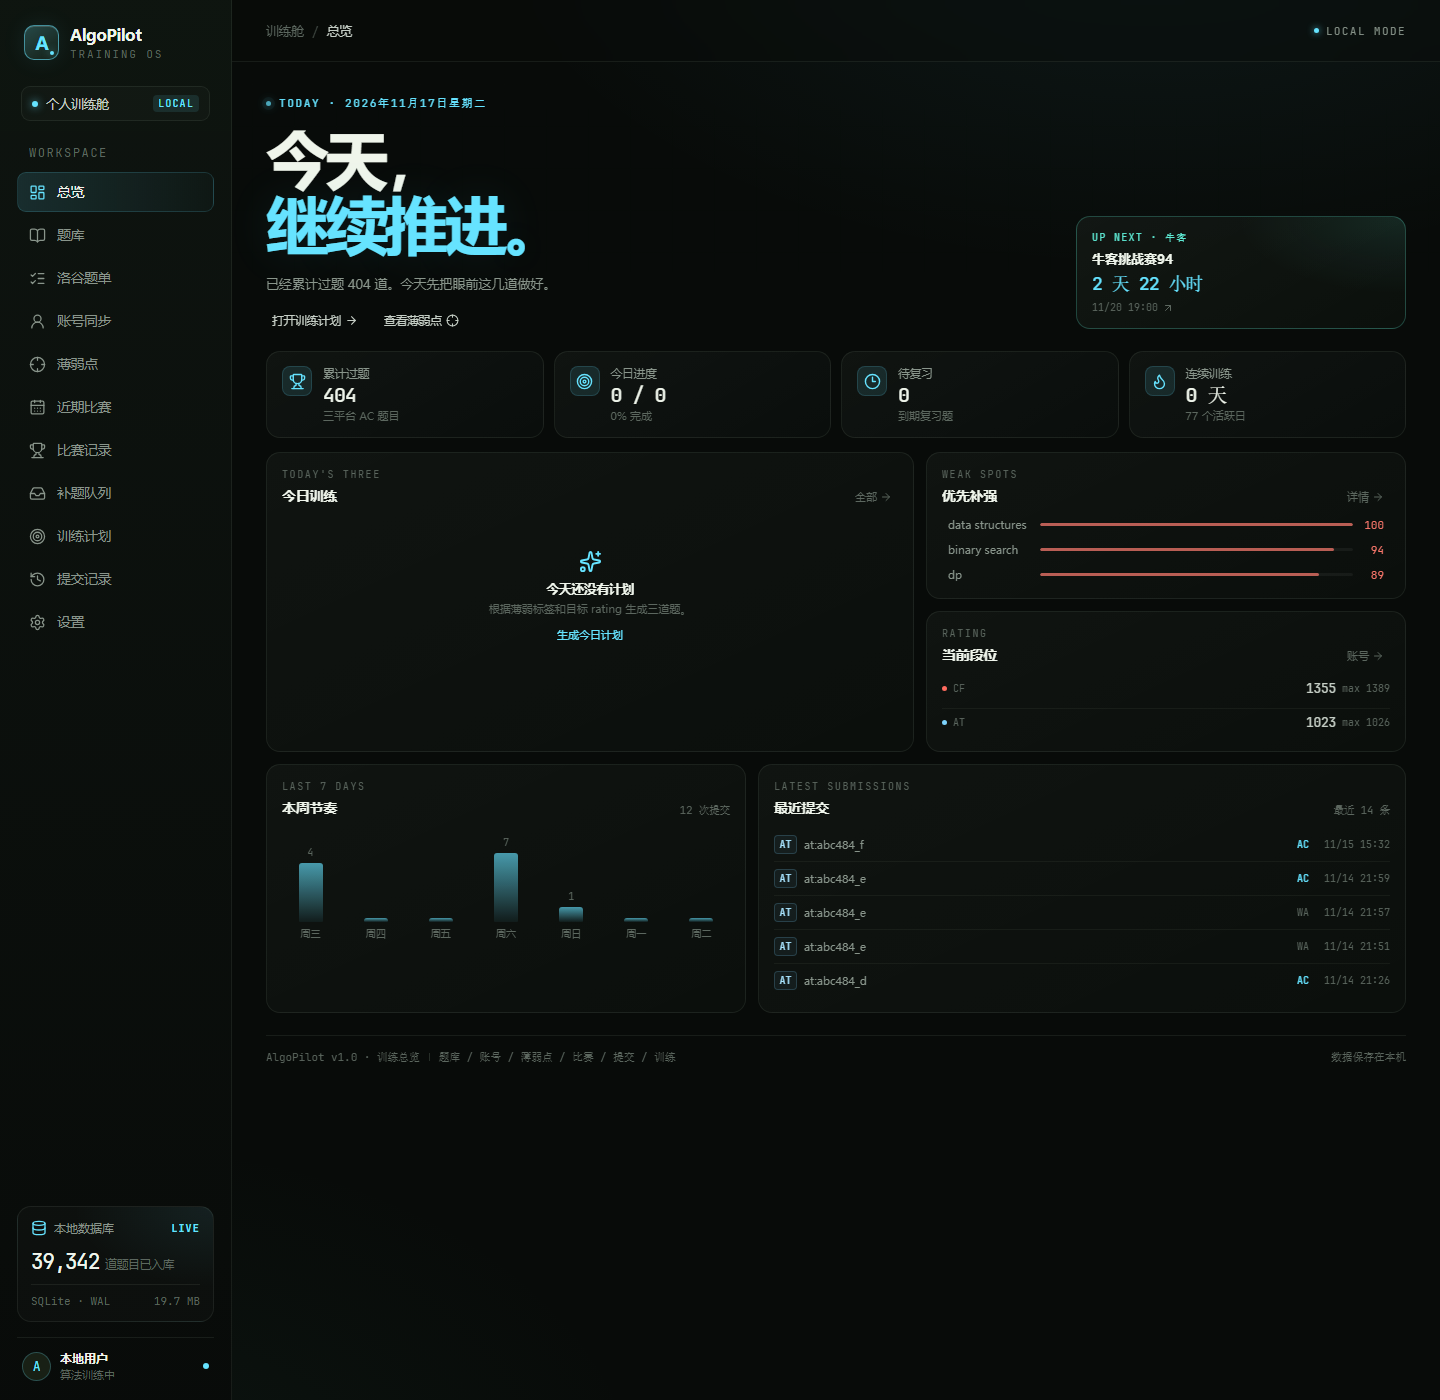 AlgoPilot
TRAINING OS
个人训练舱 LOCAL
WORKSPACE
总览
题库
洛谷题单
账号同步
薄弱点
近期比赛
比赛记录
补题队列
训练计划
提交记录
设置
本地数据库 LIVE
39,342 道题目已入库
SQLite · WAL 19.7 MB
A 本地用户
算法训练中
训练舱 / 总览
LOCAL MODE
TODAY · 2026年11月17日星期二
今天，
继续推进。
已经累计过题 404 道。今天先把眼前这几道做好。
打开训练计划 → 查看薄弱点
UP NEXT · 牛客
牛客挑战赛94
2 天 22 小时
11/20 19:00 ↗
累计过题
404
三平台 AC 题目
今日进度
0 / 0
0% 完成
待复习
0
到期复习题
连续训练
0 天
77 个活跃日
TODAY'S THREE
今日训练
全部 →
今天还没有计划
根据薄弱标签和目标 rating 生成三道题。
生成今日计划
WEAK SPOTS
优先补强
详情 →
data structures 100
binary search 94
dp 89
RATING
当前段位
账号 →
CF 1355 max 1389
AT 1023 max 1026
LAST 7 DAYS
本周节奏
12 次提交
4 7 1
周三 周四 周五 周六 周日 周一 周二
LATEST SUBMISSIONS
最近提交
最近 14 条
AT at:abc484_f AC 11/15 15:32
AT at:abc484_e AC 11/14 21:59
AT at:abc484_e WA 11/14 21:57
AT at:abc484_e WA 11/14 21:51
AT at:abc484_d AC 11/14 21:26
AlgoPilot v1.0 · 训练总览 | 题库 / 账号 / 薄弱点 / 比赛 / 提交 / 训练
数据保存在本机